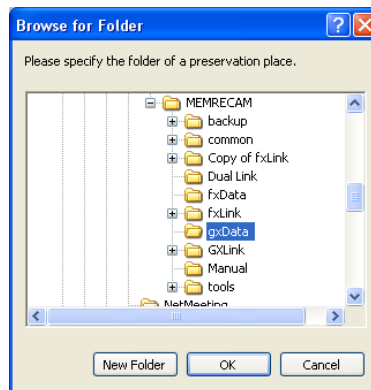 Browse for Folder
Please specify the folder of a preservation place.
MEMRECAM
backup
common
Copy of fxLink
Dual Link
fxData
fxLink
gxData
GXLink
Manual
tools
NetMeeting
New Folder
OK
Cancel